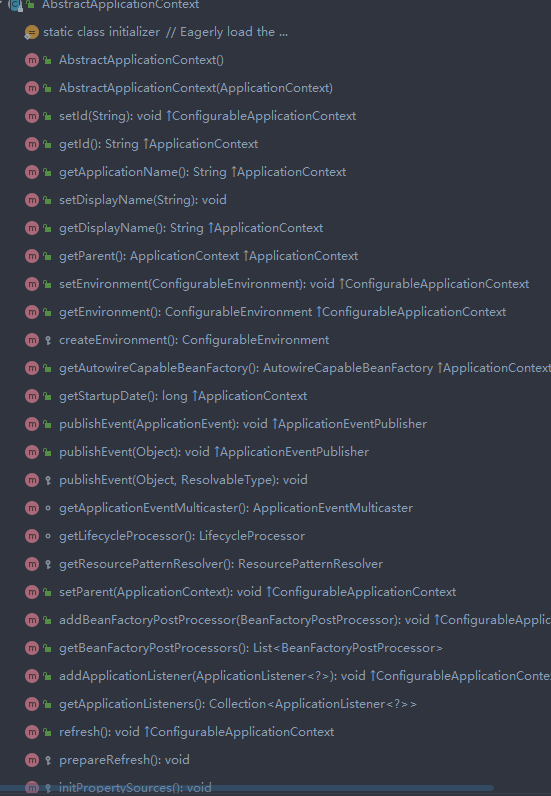 AbstractApplicationContext
static class initializer // Eagerly load the ...
AbstractApplicationContext()
AbstractApplicationContext(ApplicationContext)
setId(String): void ↑ConfigurableApplicationContext
getId(): String ↑ApplicationContext
getApplicationName(): String ↑ApplicationContext
setDisplayName(String): void
getDisplayName(): String ↑ApplicationContext
getParent(): ApplicationContext ↑ApplicationContext
setEnvironment(ConfigurableEnvironment): void ↑ConfigurableApplicationContext
getEnvironment(): ConfigurableEnvironment ↑ConfigurableApplicationContext
createEnvironment(): ConfigurableEnvironment
getAutowireCapableBeanFactory(): AutowireCapableBeanFactory ↑ApplicationContext
getStartupDate(): long ↑ApplicationContext
publishEvent(ApplicationEvent): void ↑ApplicationEventPublisher
publishEvent(Object): void ↑ApplicationEventPublisher
publishEvent(Object, ResolvableType): void
getApplicationEventMulticaster(): ApplicationEventMulticaster
getLifecycleProcessor(): LifecycleProcessor
getResourcePatternResolver(): ResourcePatternResolver
setParent(ApplicationContext): void ↑ConfigurableApplicationContext
addBeanFactoryPostProcessor(BeanFactoryPostProcessor): void ↑ConfigurableApplic
getBeanFactoryPostProcessors(): List<BeanFactoryPostProcessor>
addApplicationListener(ApplicationListener<?>): void ↑ConfigurableApplicationConte
getApplicationListeners(): Collection<ApplicationListener<?>>
refresh(): void ↑ConfigurableApplicationContext
prepareRefresh(): void
initPropertySources(): void